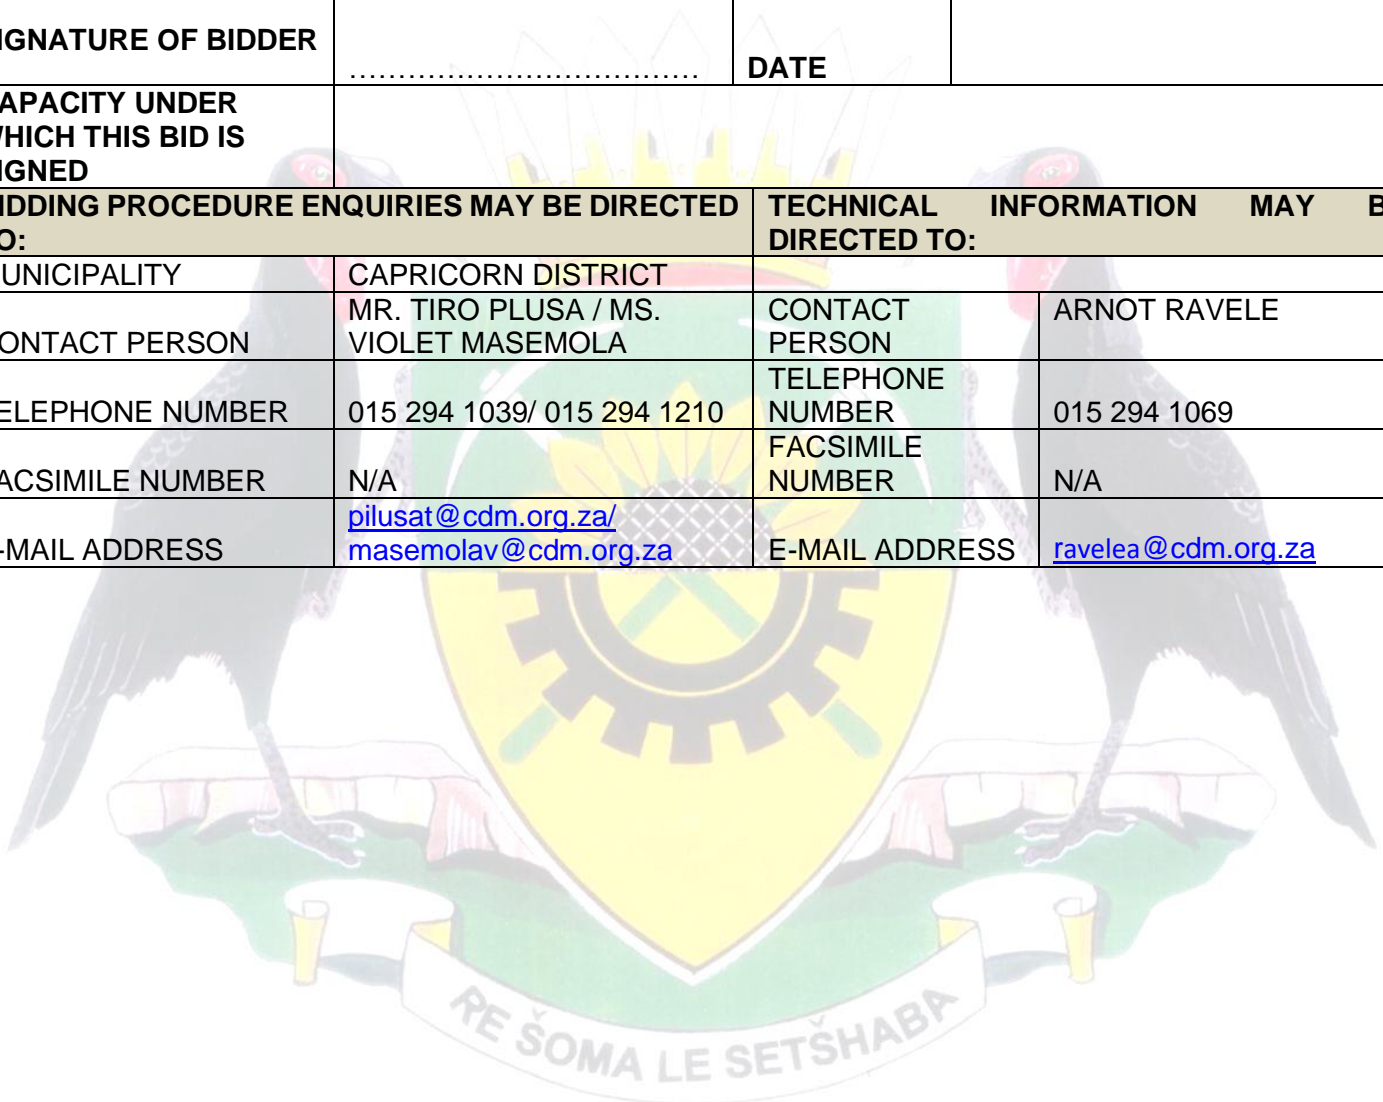 IGNATURE OF BIDDER
………………………………
DATE
APACITY UNDER
WHICH THIS BID IS
IGNED
IDDING PROCEDURE ENQUIRIES MAY BE DIRECTED
O:
TECHNICAL INFORMATION MAY B
DIRECTED TO:
UNICIPALITY
CAPRICORN DISTRICT
ONTACT PERSON
MR. TIRO PLUSA / MS.
VIOLET MASEMOLA
CONTACT
PERSON
ARNOT RAVELE
ELEPHONE NUMBER
015 294 1039/ 015 294 1210
TELEPHONE
NUMBER
015 294 1069
ACSIMILE NUMBER
N/A
FACSIMILE
NUMBER
N/A
-MAIL ADDRESS
pilusat@cdm.org.za/
masemolav@cdm.org.za
E-MAIL ADDRESS
ravelea@cdm.org.za
RE ŠOMA LE SETŠHABA